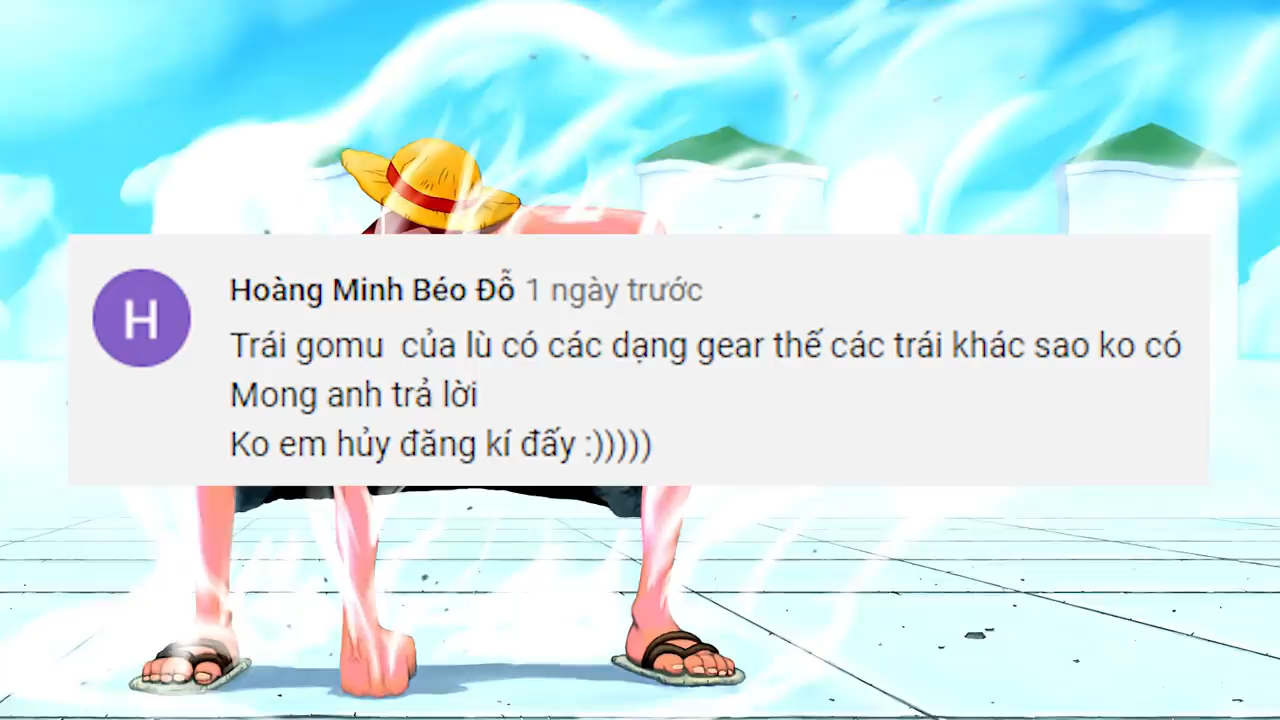 H
Hoàng Minh Béo Đỗ 1 ngày trước
Trái gomu của lù có các dạng gear thế các trái khác sao ko có
Mong anh trả lời
Ko em hủy đăng kí đấy :)))))